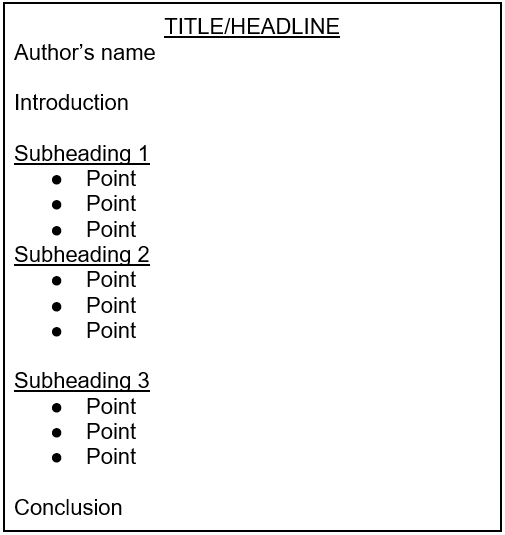 TITLE/HEADLINE
Author’s name
Introduction
Subheading 1
● Point
● Point
● Point
Subheading 2
● Point
● Point
● Point
Subheading 3
● Point
● Point
● Point
Conclusion